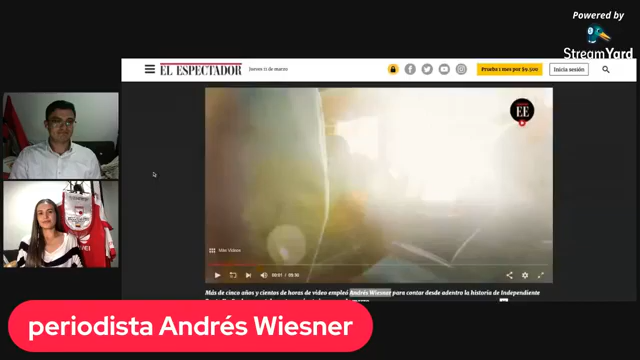 Powered by
StreamYard
EL ESPECTADOR
Jueves 11 de marzo
Prueba 1 mes por $9.500
Inicia sesión
EE
Más Videos
00:01 / 09:36
Más de cinco años y cientos de horas de video empleó Andrés Wiesner para contar desde adentro la historia de Independiente
periodista Andrés Wiesner